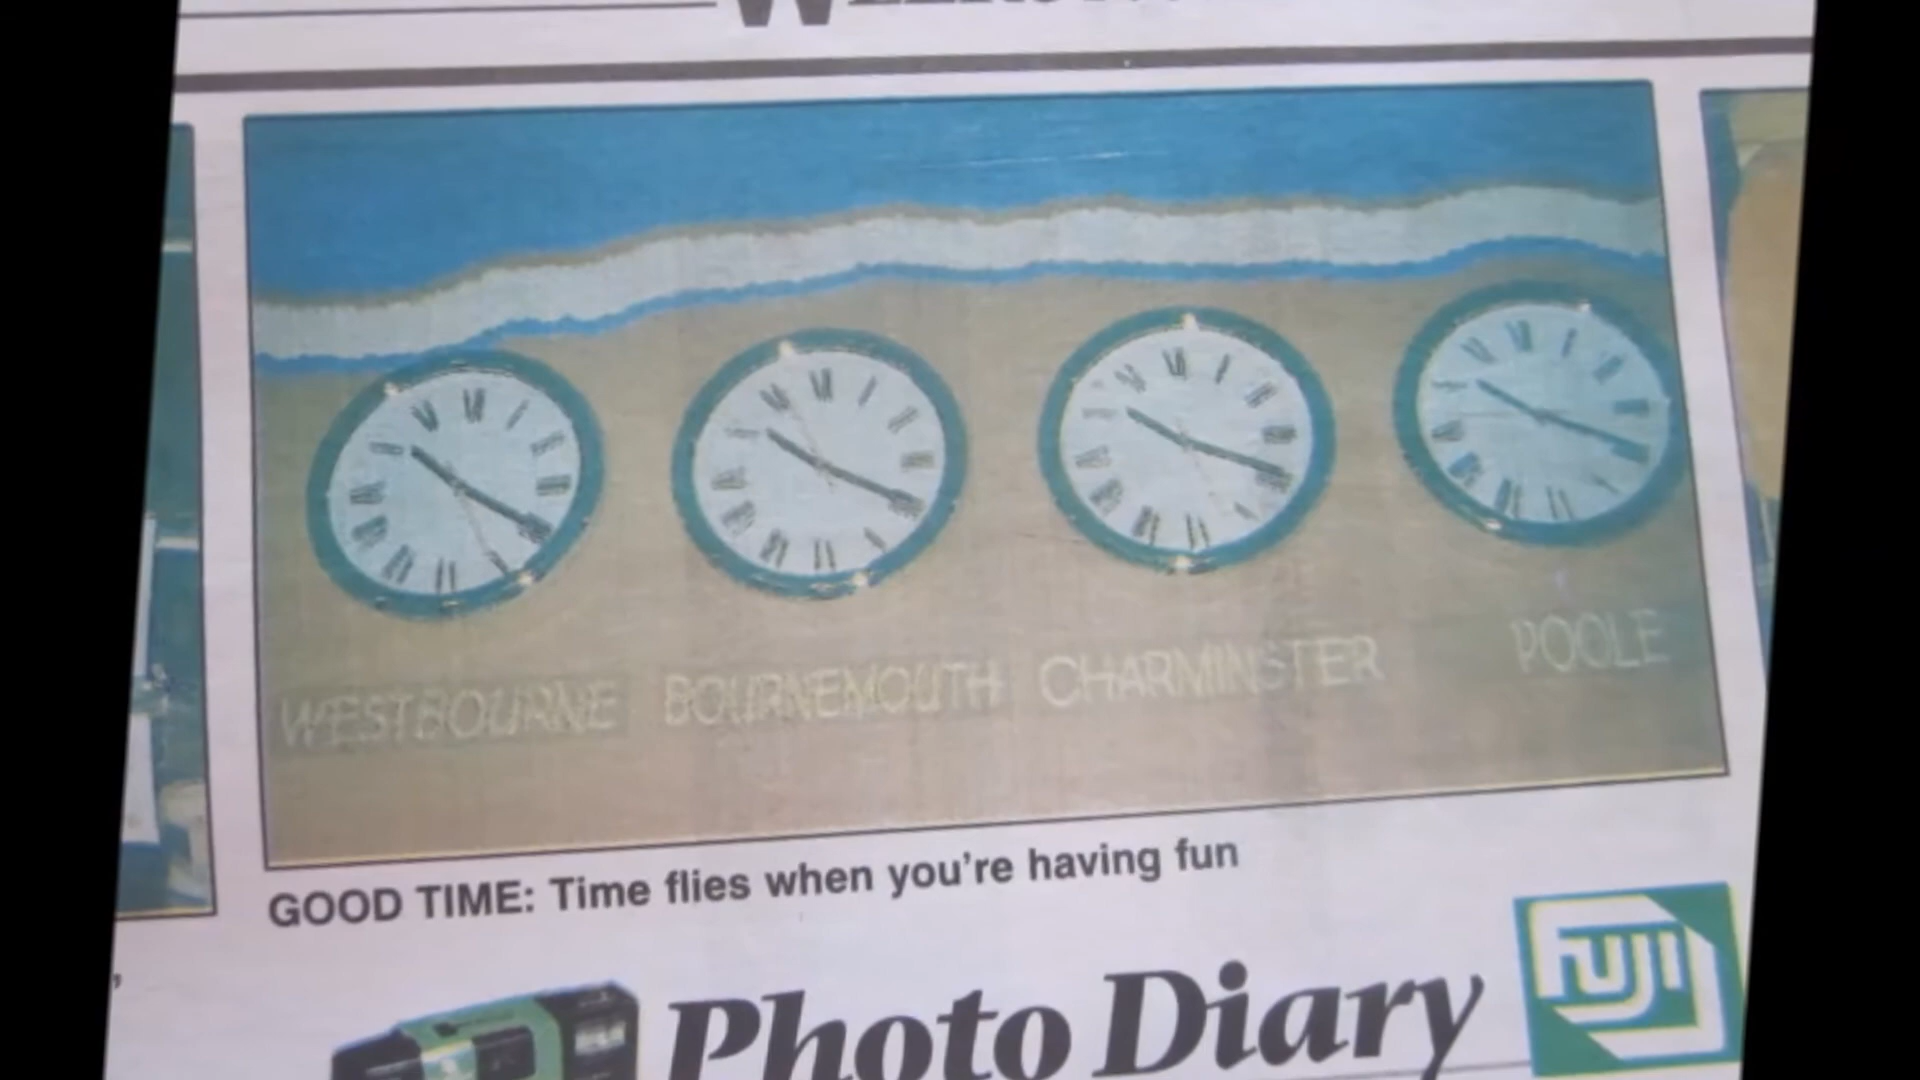 WESTBOURNE BOURNEMOUTH CHARMINSTER POOLE
GOOD TIME: Time flies when you're having fun
Photo Diary
FUJI